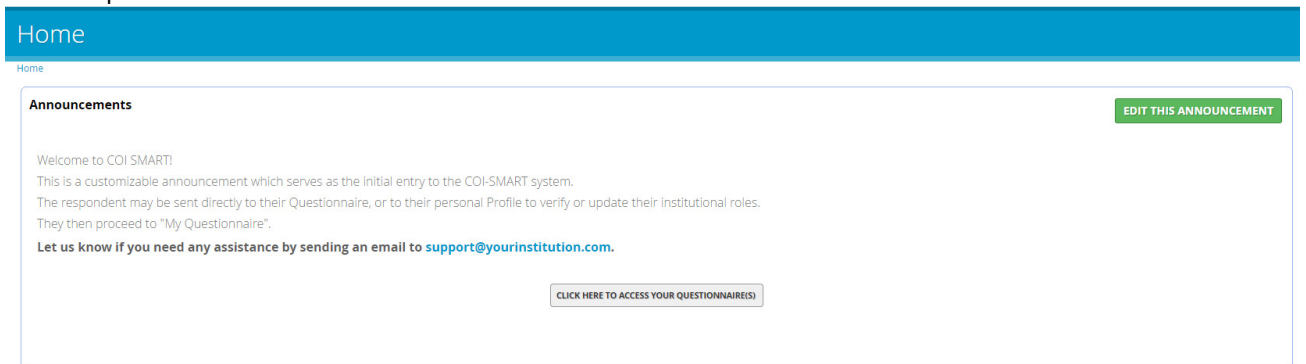 Home
Home
Announcements
EDIT THIS ANNOUNCEMENT
Welcome to COI SMART!
This is a customizable announcement which serves as the initial entry to the COI-SMART system.
The respondent may be sent directly to their Questionnaire, or to their personal Profile to verify or update their institutional roles.
They then proceed to "My Questionnaire".
Let us know if you need any assistance by sending an email to support@yourinstitution.com.
CLICK HERE TO ACCESS YOUR QUESTIONNAIRE(S)